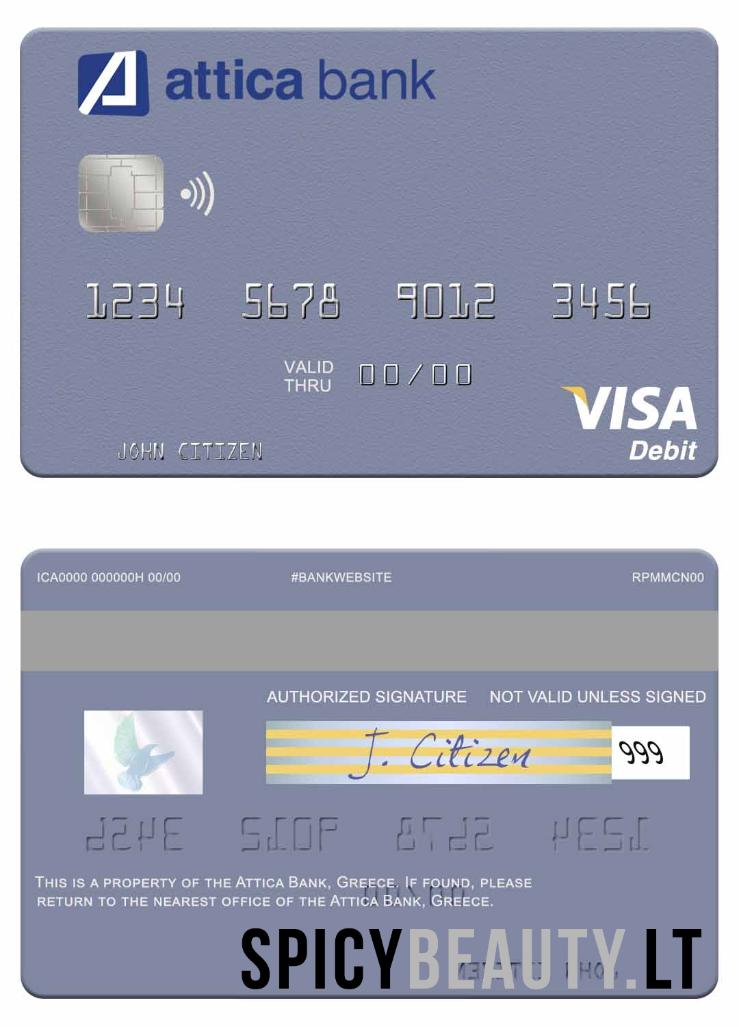 attica bank
1234 5678 9012 3456
VALID
THRU 00/00
VISA
Debit
JOHN CITIZEN
ICA0000 000000H 00/00 #BANKWEBSITE RPMMCN00
AUTHORIZED SIGNATURE NOT VALID UNLESS SIGNED
J. Citizen 999
THIS IS A PROPERTY OF THE ATTICA BANK, GREECE. IF FOUND, PLEASE
RETURN TO THE NEAREST OFFICE OF THE ATTICA BANK, GREECE.
SPICYBEAUTY.LT